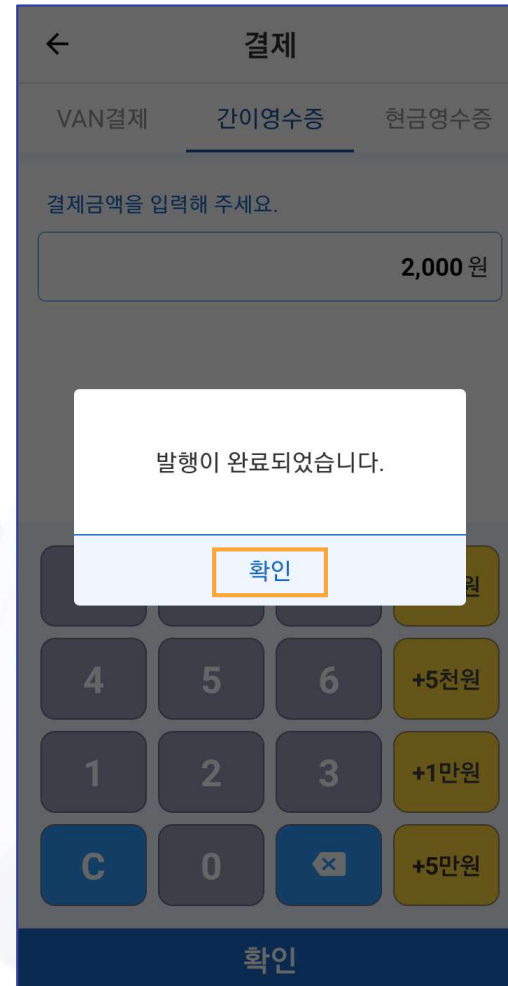 결제
VAN결제 간이영수증 현금영수증
결제금액을 입력해 주세요.
2,000 원
발행이 완료되었습니다.
확인
원
4 5 6 +5천원
1 2 3 +1만원
C 0 +5만원
확인